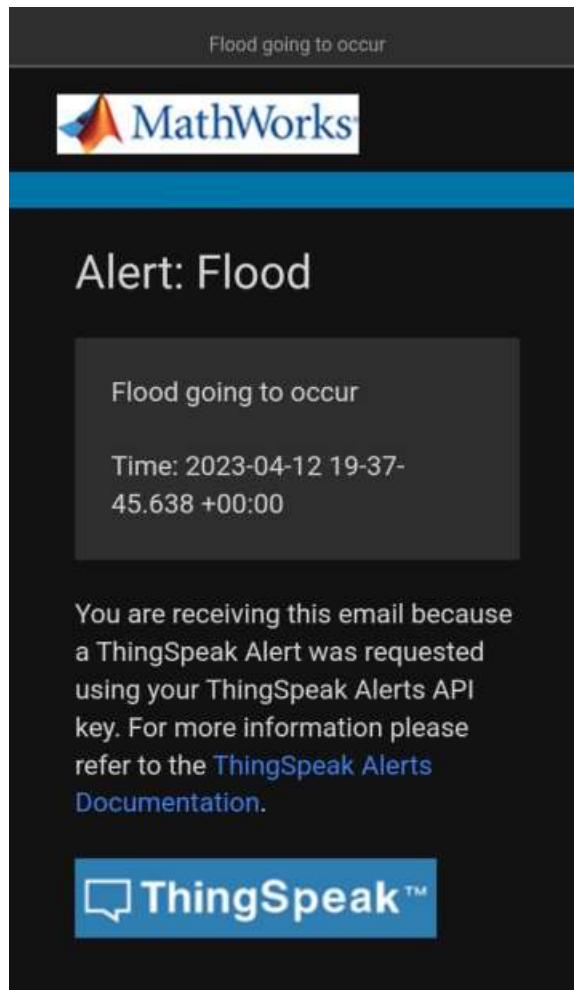 Flood going to occur
MathWorks
Alert: Flood
Flood going to occur
Time: 2023-04-12 19-37-
45.638 +00:00
You are receiving this email because
a ThingSpeak Alert was requested
using your ThingSpeak Alerts API
key. For more information please
refer to the ThingSpeak Alerts
Documentation.
ThingSpeak™